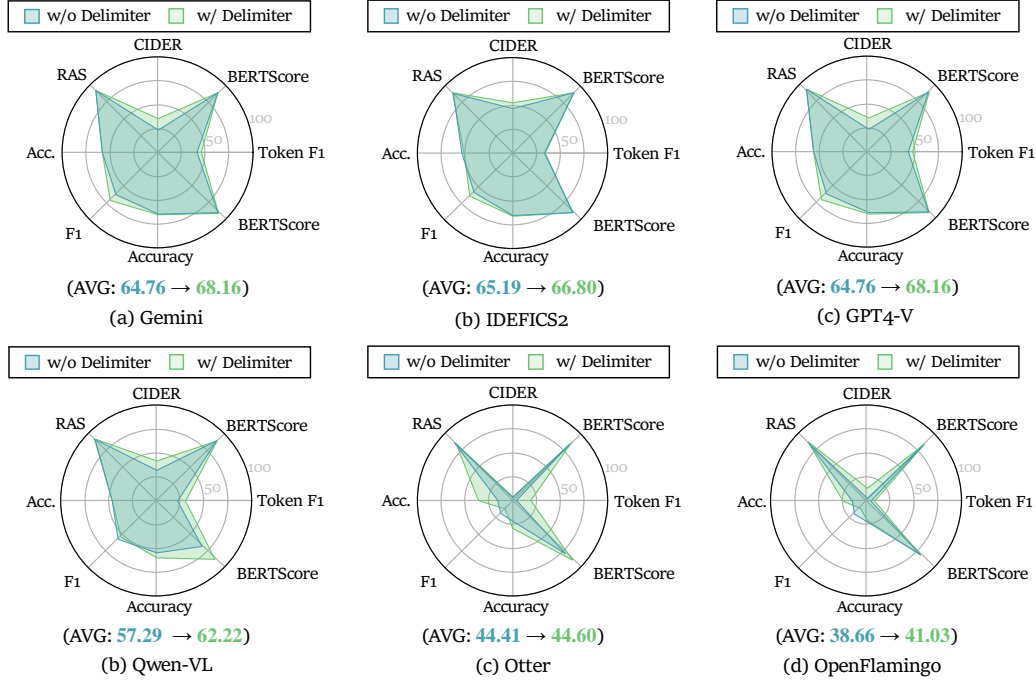 w/o Delimiter w/ Delimiter
CIDER
RAS
BERTScore
100
50
Acc.
Token F1
F1
BERTScore
Accuracy
(AVG: 64.76 → 68.16)
(a) Gemini
w/o Delimiter w/ Delimiter
CIDER
RAS
BERTScore
100
50
Acc.
Token F1
F1
BERTScore
Accuracy
(AVG: 65.19 → 66.80)
(b) IDEFICS2
w/o Delimiter w/ Delimiter
CIDER
RAS
BERTScore
100
50
Acc.
Token F1
F1
BERTScore
Accuracy
(AVG: 64.76 → 68.16)
(c) GPT4-V
w/o Delimiter w/ Delimiter
CIDER
RAS
BERTScore
100
50
Acc.
Token F1
F1
BERTScore
Accuracy
(AVG: 57.29 → 62.22)
(b) Qwen-VL
w/o Delimiter w/ Delimiter
CIDER
RAS
BERTScore
100
50
Acc.
Token F1
F1
BERTScore
Accuracy
(AVG: 44.41 → 44.60)
(c) Otter
w/o Delimiter w/ Delimiter
CIDER
RAS
BERTScore
100
50
Acc.
Token F1
F1
BERTScore
Accuracy
(AVG: 38.66 → 41.03)
(d) OpenFlamingo